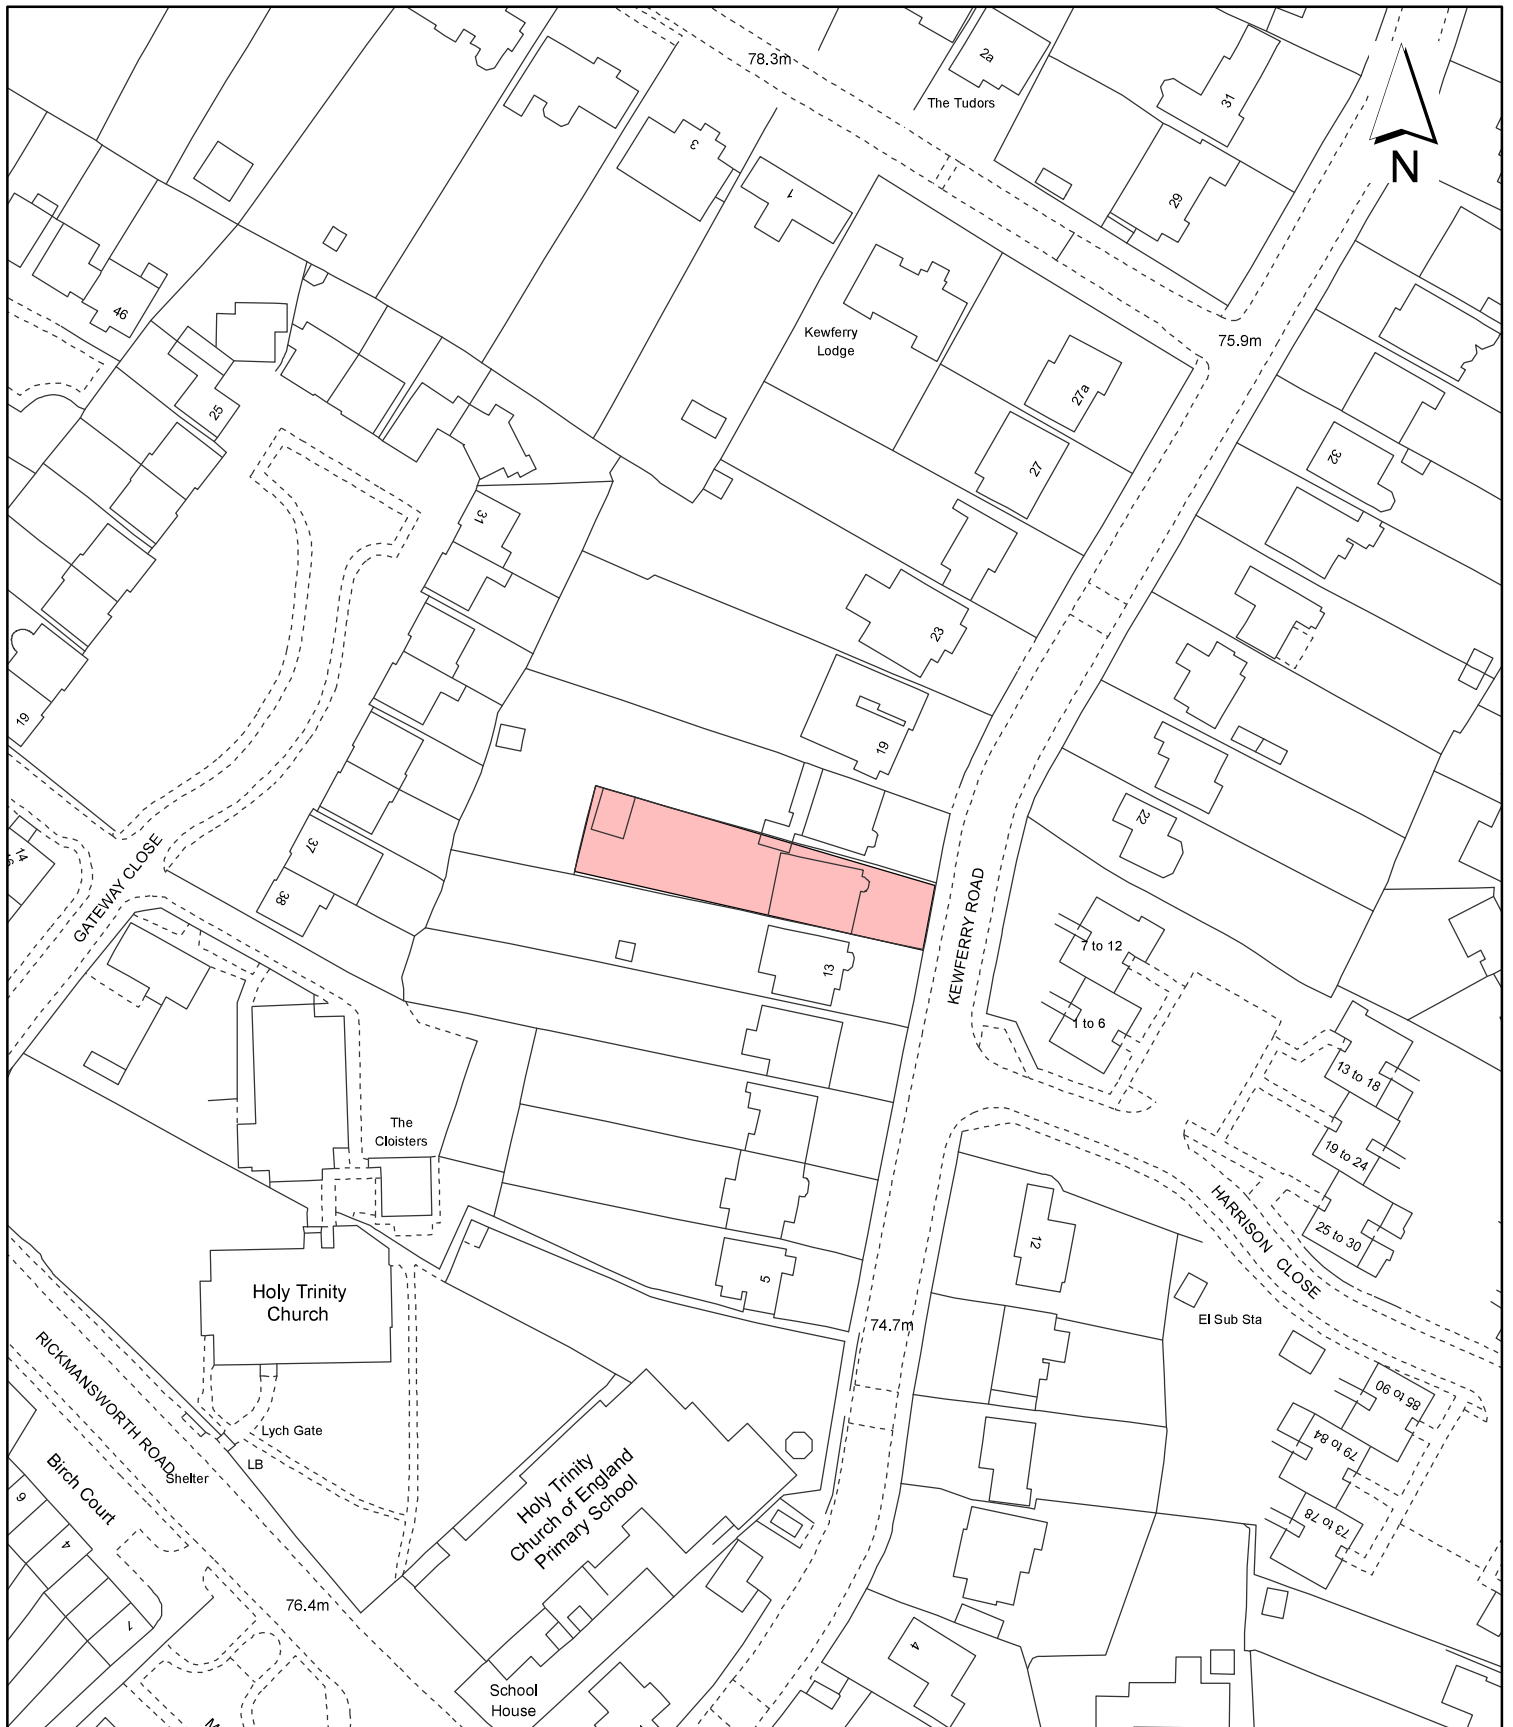 78.3m
2a
The Tudors
31
N
3
1
29
46
Kewferry
Lodge
75.9m
27a
25
27
32
31
23
19
19
22
14
37
38
GATEWAY CLOSE
KEWFERRY ROAD
7 to 12
13
1 to 6
13 to 18
The
Cloisters
19 to 24
HARRISON CLOSE
25 to 30
12
5
Holy Trinity
Church
74.7m
El Sub Sta
RICKMANSWORTH ROAD
85 to 90
Lych Gate
79 to 84
LB
Shelter
Birch Court
Holy Trinity
Church of England
Primary School
73 to 78
9
4
1
76.4m
4
School
House